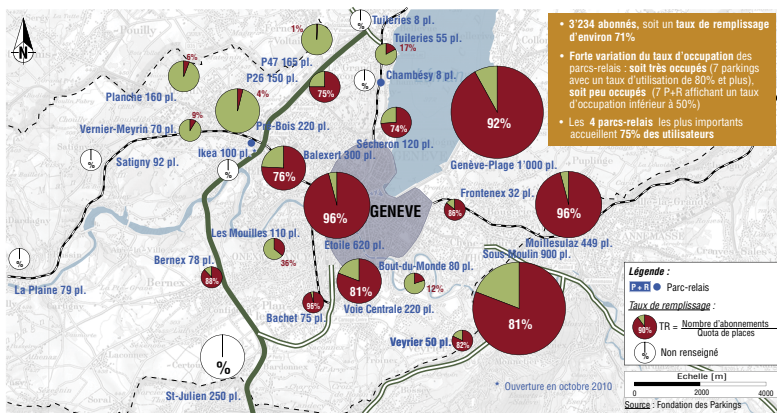 N
Tuileries 8 pl.
%
1%
Tuileries 55 pl.
17%
P47 165 pl.
P26 150 pl.
75%
%
Chambésy 8 pl.
6%
Planche 160 pl.
4%
9%
Vernier-Meyrin 70 pl.
Pré-Bois 220 pl.
74%
Sécheron 120 pl.
92%
Genève-Plage 1'000 pl.
• 3'234 abonnés, soit un taux de remplissage
d'environ 71%
• Forte variation du taux d'occupation des
parcs-relais : soit très occupés (7 parkings
avec un taux d'utilisation de 80% et plus),
soit peu occupés (7 P+R affichant un taux
d'occupation inférieur à 50%)
• Les 4 parcs-relais les plus importants
accueillent 75% des utilisateurs
%
Satigny 92 pl.
Ikea 100 pl.*
%
Balexert 300 pl.
76%
Frontenex 32 pl.
86%
96%
Moillesulaz 449 pl.
GENEVE
96%
Etoile 620 pl.
Les Mouilles 110 pl.
36%
%
La Plaine 79 pl.
Bernex 78 pl.
88%
Bout-du-Monde 80 pl.
12%
81%
Voie Centrale 220 pl.
96%
Bachet 75 pl.
Sous-Moulin 900 pl.
81%
Veyrier 50 pl.
82%
%
St-Julien 250 pl.
* Ouverture en octobre 2010
Légende :
P+R Parc-relais
Taux de remplissage :
90% TR = Nombre d'abonnements
Quota de places
% Non renseigné
Echelle [m]
0 2000 4000
Source : Fondation des Parkings